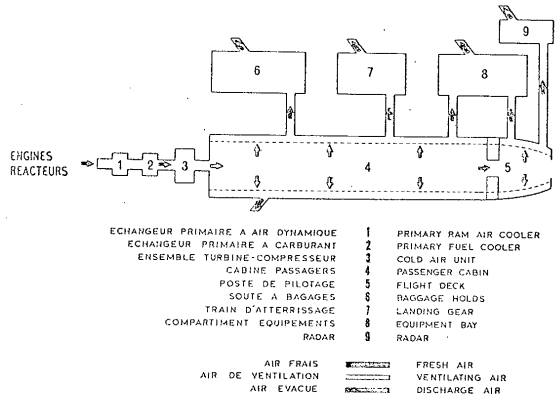 9
6
7
8
ENGINES
REACTEURS
1
2
3
4
5
ECHANGEUR PRIMAIRE A AIR DYNAMIQUE 1 PRIMARY RAM AIR COOLER
ECHANGEUR PRIMAIRE A CARBURANT 2 PRIMARY FUEL COOLER
ENSEMBLE TURBINE-COMPRESSEUR 3 COLD AIR UNIT
CABINE PASSAGERS 4 PASSENGER CABIN
POSTE DE PILOTAGE 5 FLIGHT DECK
SOUTE A BAGAGES 6 BAGGAGE HOLDS
TRAIN D'ATTERRISSAGE 7 LANDING GEAR
COMPARTIMENT EQUIPEMENTS 8 EQUIPMENT BAY
RADAR 9 RADAR
AIR FRAIS FRESH AIR
AIR DE VENTILATION VENTILATING AIR
AIR EVACUE DISCHARGE AIR